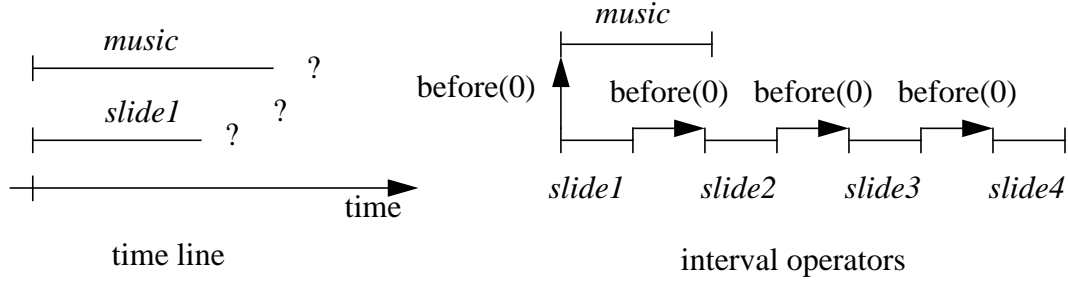 music
?
slide1
?
?
time
time line
music
before(0)
before(0) before(0) before(0)
slide1 slide2 slide3 slide4
interval operators